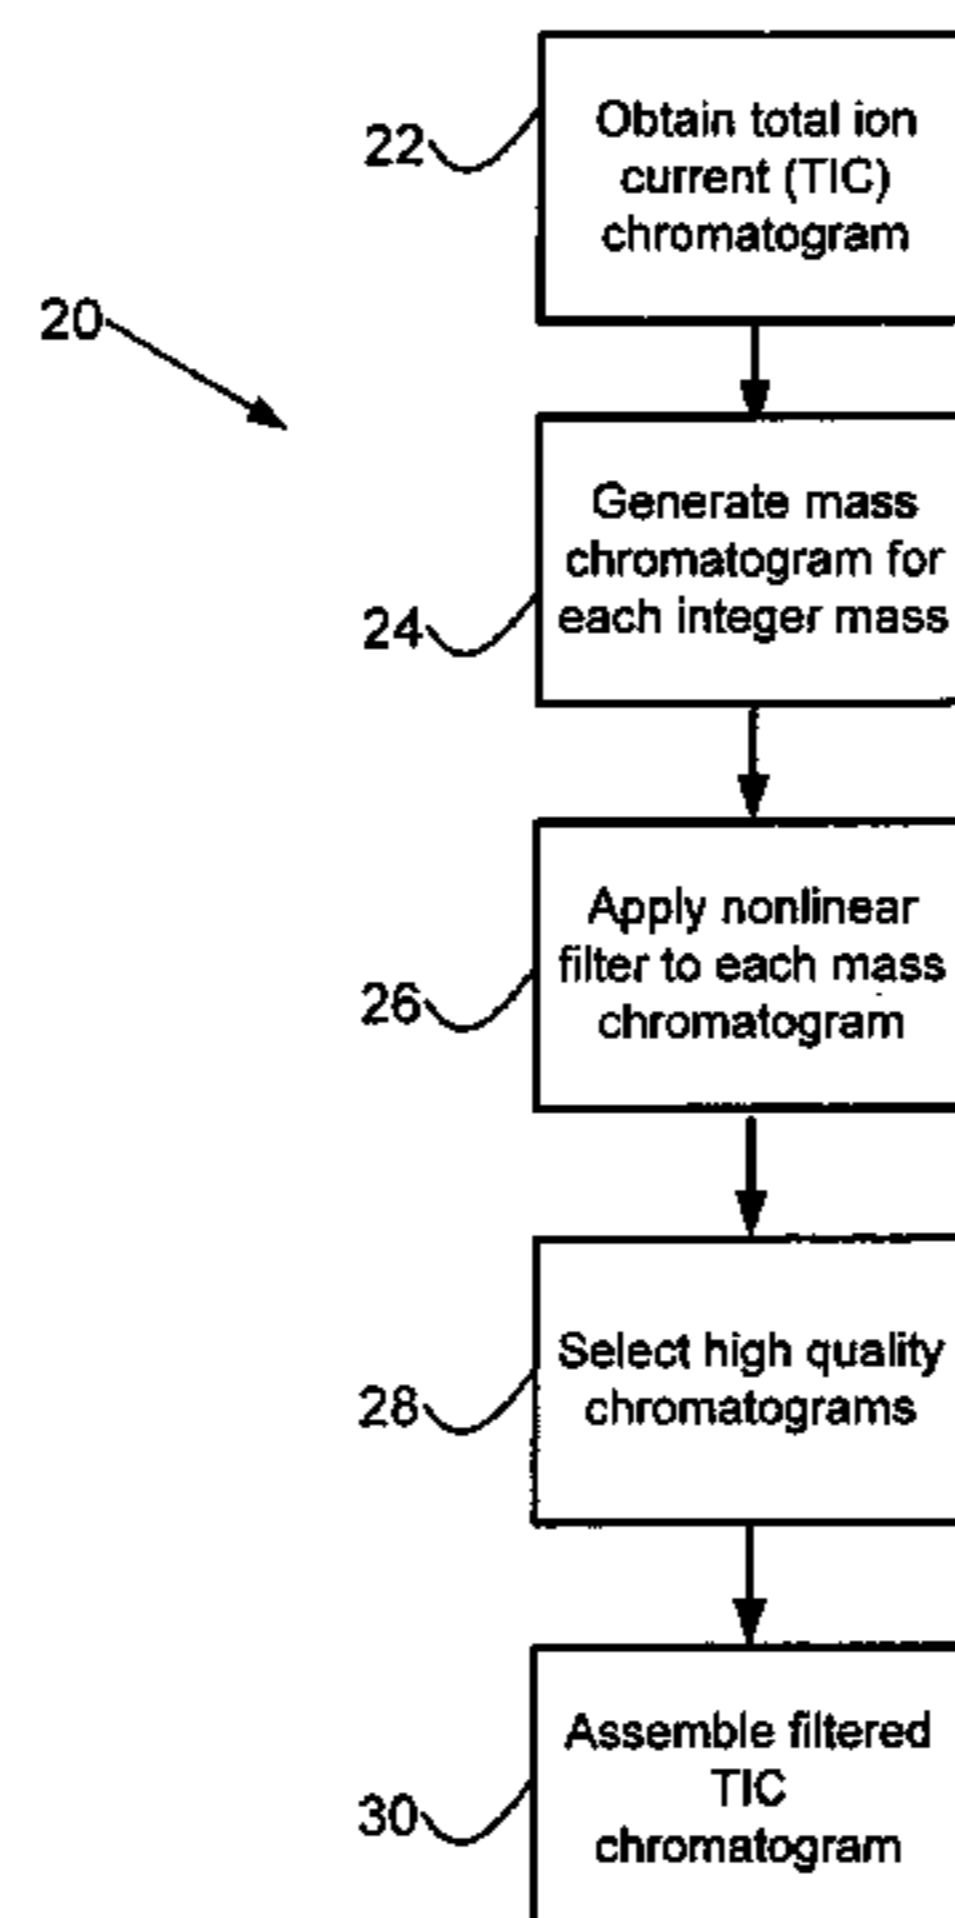 22
Obtain total ion
current (TIC)
chromatogram
20
Generate mass
chromatogram for
each integer mass
24
Apply nonlinear
filter to each mass
chromatogram
26
Select high quality
chromatograms
28
Assemble filtered
TIC
chromatogram
30